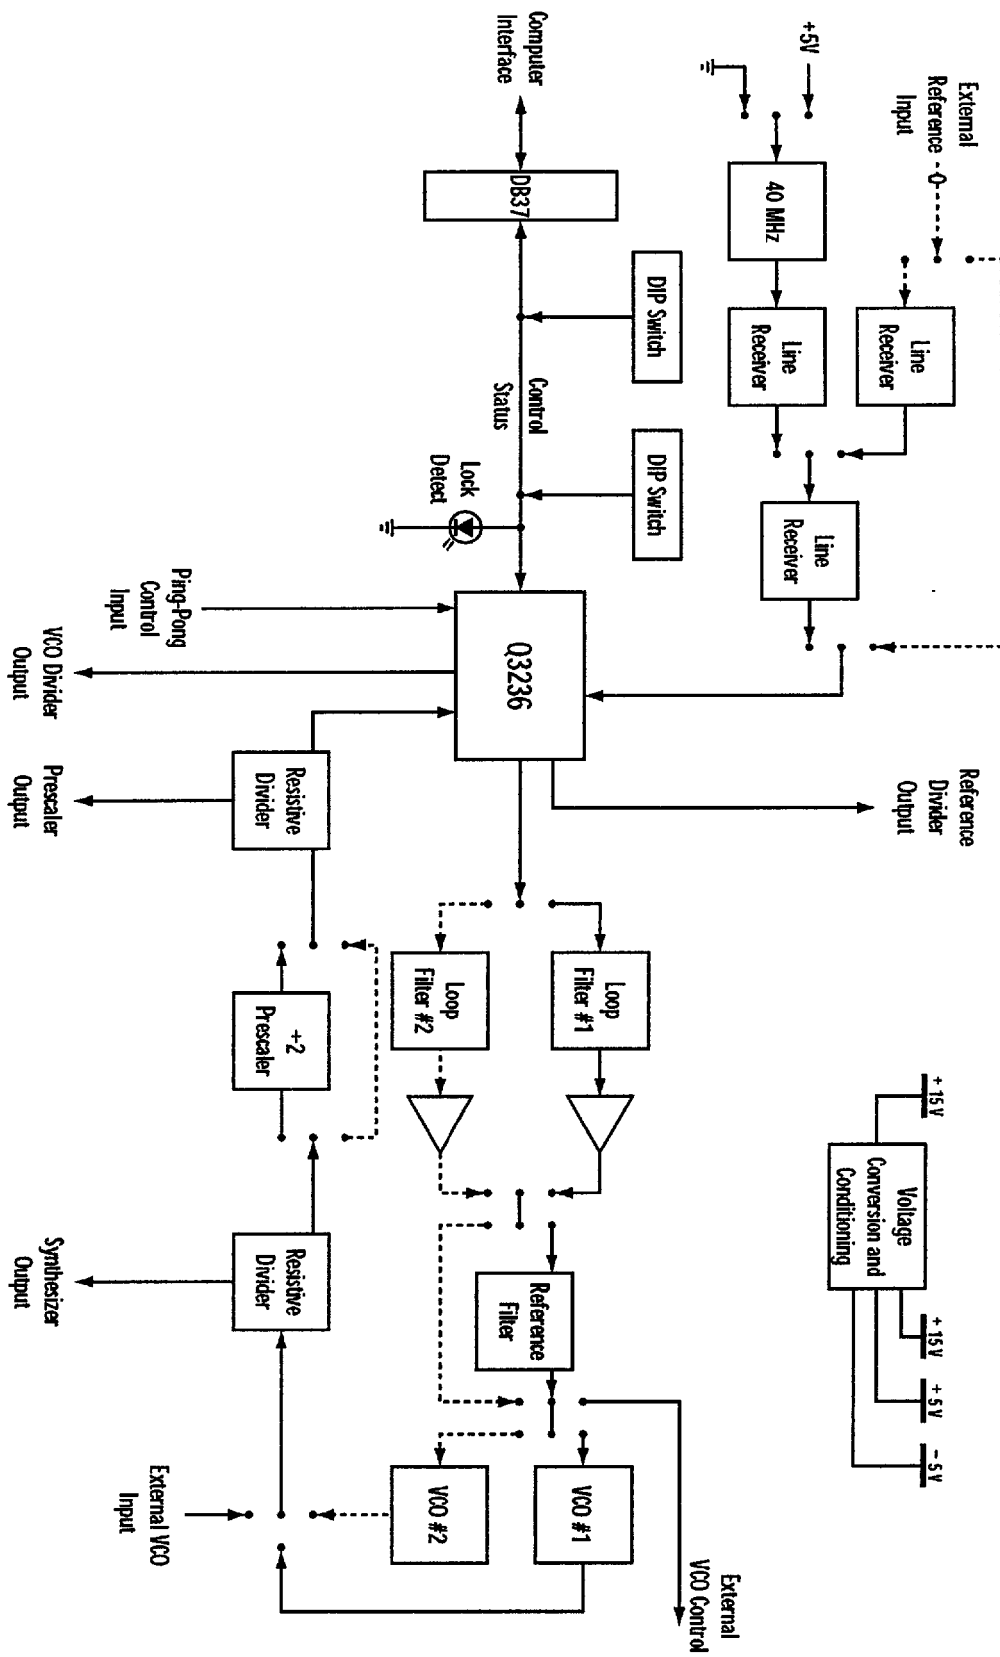 External
Reference
Input
+5V
40 MHz
Line
Receiver
Line
Receiver
Line
Receiver
Computer
Interface
DB37
DIP Switch
DIP Switch
Control
Status
Lock
Detect
Q3236
Ping-Pong
Control
Input
VCO Divider
Output
Prescaler
Output
Resistive
Divider
Reference
Divider
Output
Loop
Filter #1
Loop
Filter #2
÷2
Prescaler
Resistive
Divider
Synthesizer
Output
Reference
Filter
VCO #1
VCO #2
External VCO
Input
External
VCO Control
+ 15 V
Voltage
Conversion and
Conditioning
+ 15 V
+ 5 V
- 5 V